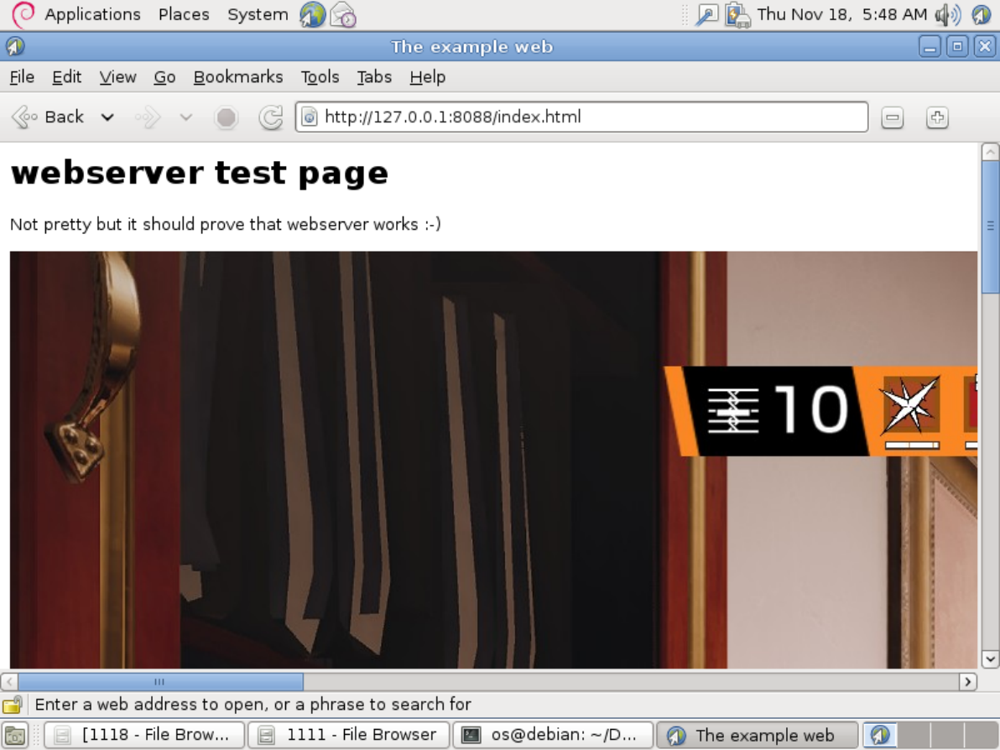 Applications Places System Thu Nov 18, 5:48 AM
The example web
File Edit View Go Bookmarks Tools Tabs Help
Back http://127.0.0.1:8088/index.html
webserver test page
Not pretty but it should prove that webserver works :-)
10
Enter a web address to open, or a phrase to search for
[1118 - File Brow... 1111 - File Browser os@debian: ~/D... The example web